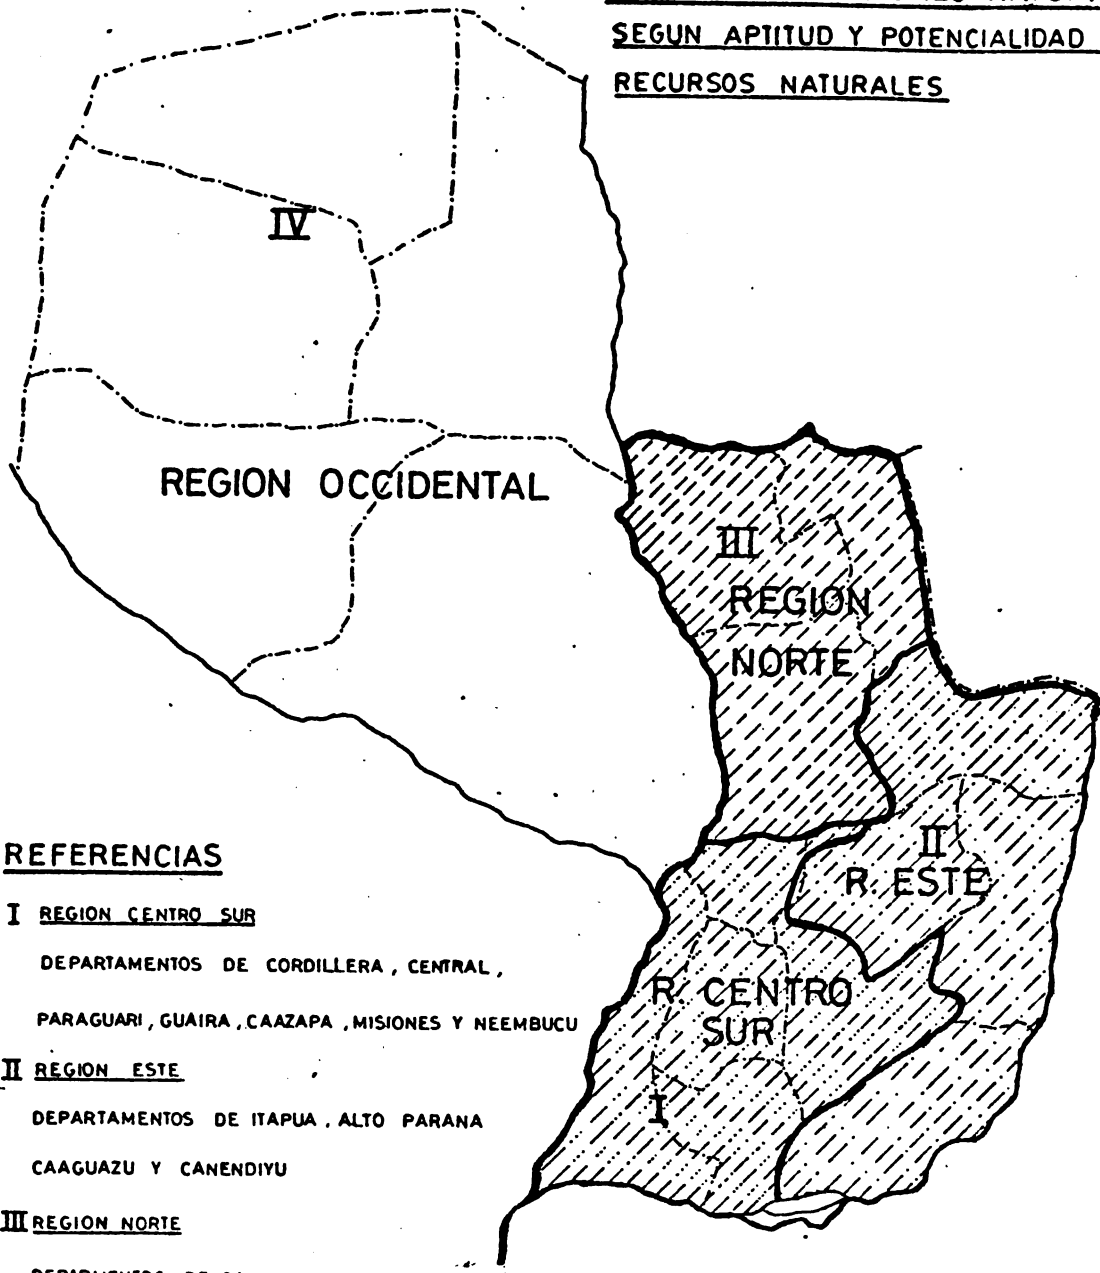 SEGUN APTITUD Y POTENCIALIDAD
RECURSOS NATURALES
IV
REGION OCCIDENTAL
III
REGION
NORTE
II
R. ESTE
R. CENTRO
SUR
I
REFERENCIAS
I REGION CENTRO SUR
DEPARTAMENTOS DE CORDILLERA, CENTRAL,
PARAGUARI, GUAIRA, CAAZAPA, MISIONES Y NEEMBUCU
II REGION ESTE
DEPARTAMENTOS DE ITAPUA. ALTO PARANA
CAAGUAZU Y CANENDIYU
III REGION NORTE